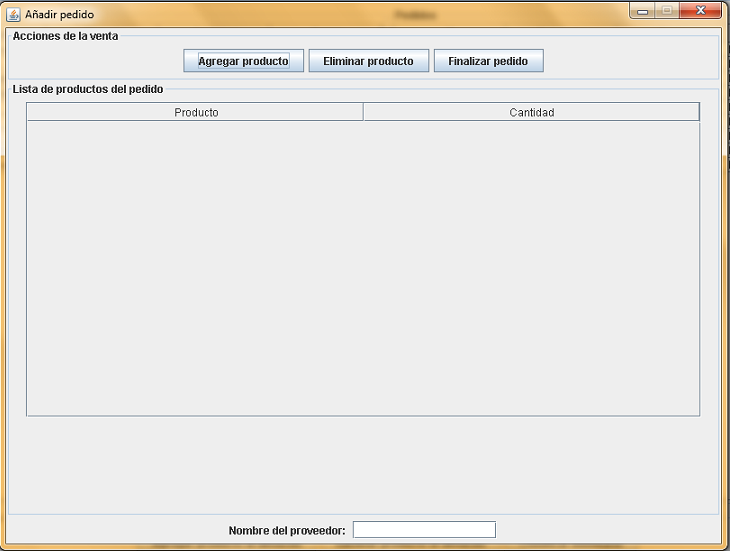 Añadir pedido
Acciones de la venta
Agregar producto Eliminar producto Finalizar pedido
Lista de productos del pedido
Producto Cantidad
Nombre del proveedor: